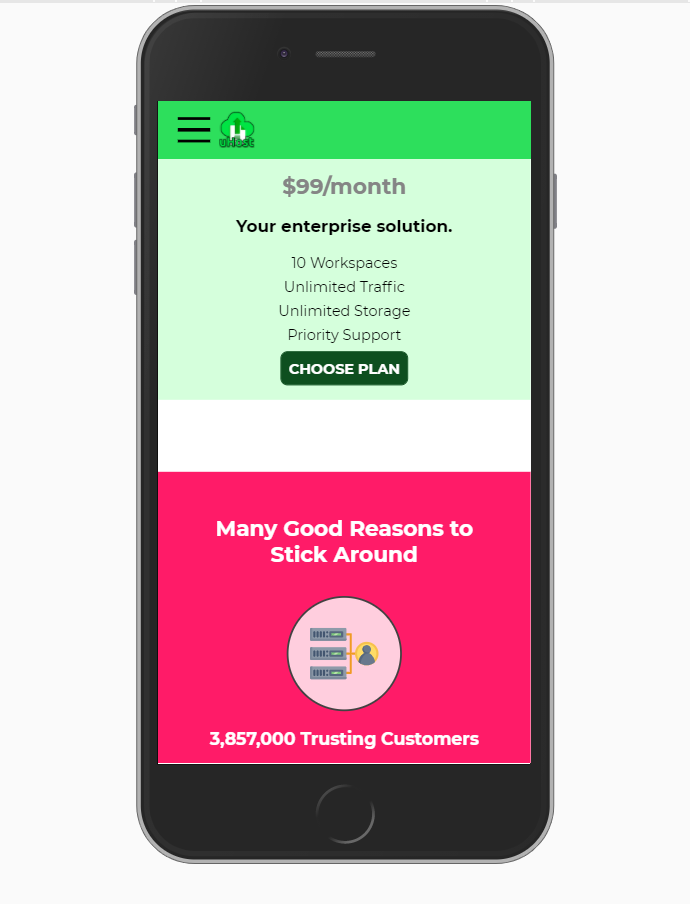 uHost
$99/month
Your enterprise solution.
10 Workspaces
Unlimited Traffic
Unlimited Storage
Priority Support
CHOOSE PLAN
Many Good Reasons to
Stick Around
3,857,000 Trusting Customers